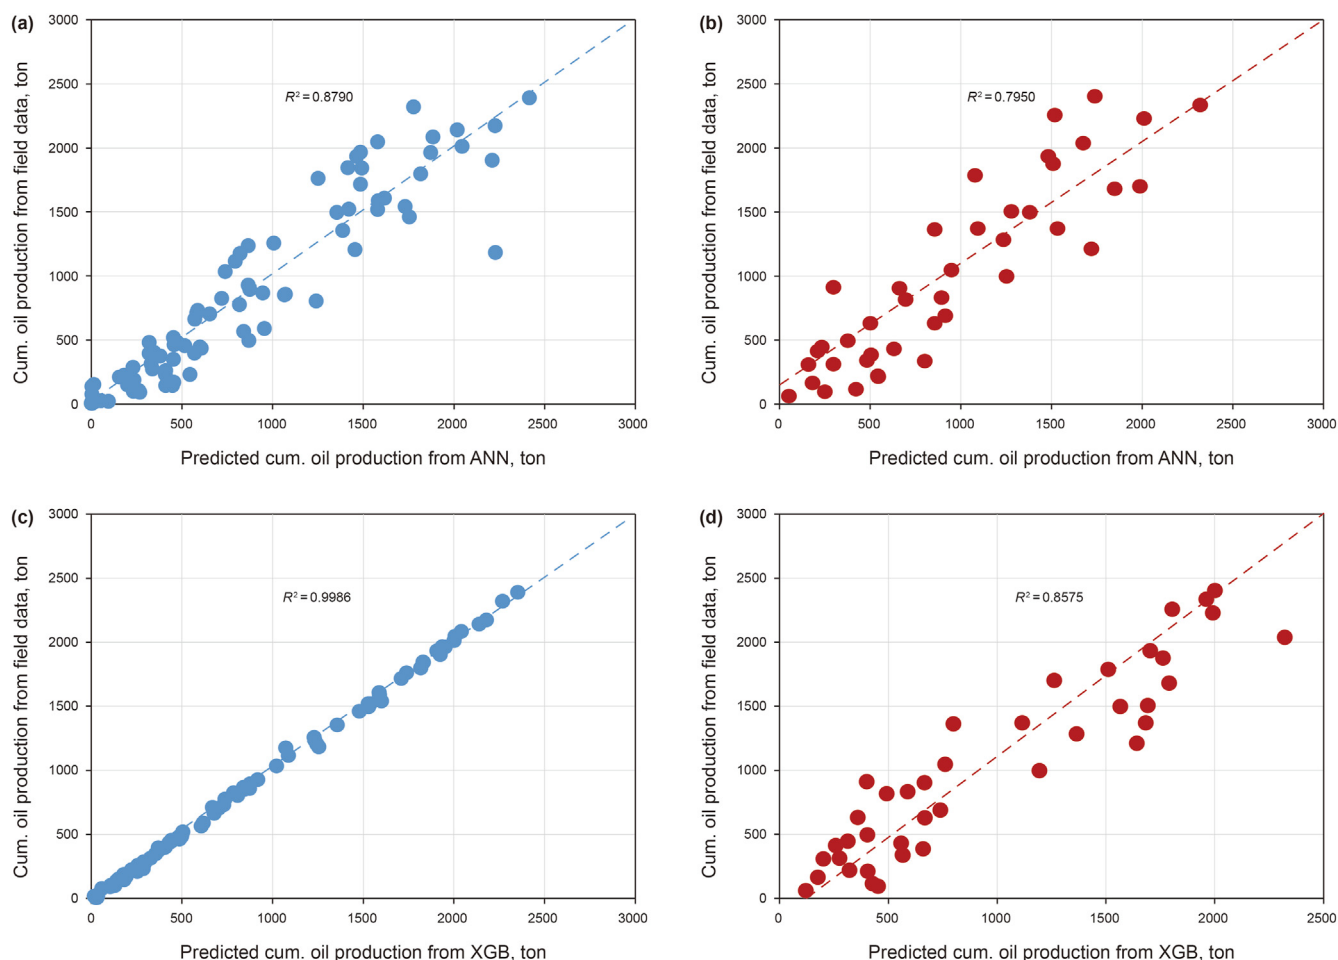 (a)
3000
2500
2000
1500
1000
500
0
Cum. oil production from field data, ton
R² = 0.8790
0 500 1000 1500 2000 2500 3000
Predicted cum. oil production from ANN, ton
(b)
3000
2500
2000
1500
1000
500
0
Cum. oil production from field data, ton
R² = 0.7950
0 500 1000 1500 2000 2500 3000
Predicted cum. oil production from ANN, ton
(c)
3000
2500
2000
1500
1000
500
0
Cum. oil production from field data, ton
R² = 0.9986
0 500 1000 1500 2000 2500 3000
Predicted cum. oil production from XGB, ton
(d)
3000
2500
2000
1500
1000
500
0
Cum. oil production from field data, ton
R² = 0.8575
0 500 1000 1500 2000 2500
Predicted cum. oil production from XGB, ton